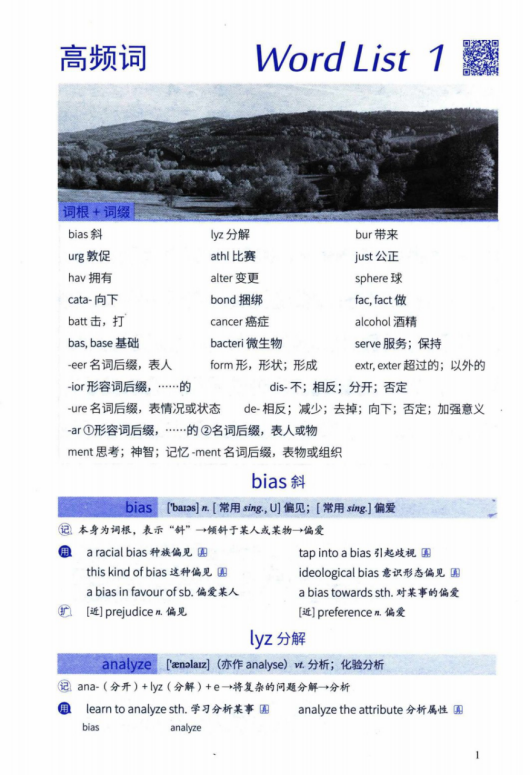 高频词 Word List 1
词根 + 词缀
bias 斜 lyz 分解 bur 带来
urg 敦促 athl 比赛 just 公正
hav 拥有 alter 变更 sphere 球
cata- 向下 bond 捆绑 fac, fact 做
batt 击，打 cancer 癌症 alcohol 酒精
bas, base 基础 bacteri 微生物 serve 服务；保持
-eer 名词后缀，表人 form 形，形状；形成 extr, exter 超过的；以外的
-ior 形容词后缀，……的 dis- 不；相反；分开；否定
-ure 名词后缀，表情况或状态 de- 相反；减少；去掉；向下；否定；加强意义
-ar ①形容词后缀，……的 ②名词后缀，表人或物
ment 思考；神智；记忆 -ment 名词后缀，表物或组织
bias 斜
bias ['baɪəs] n. [ 常用 sing., U] 偏见；[ 常用 sing.] 偏爱
记 本身为词根，表示“斜”→倾斜于某人或某物→偏爱
用 a racial bias 种族偏见 tap into a bias 引起歧视
this kind of bias 这种偏见 ideological bias 意识形态偏见
a bias in favour of sb. 偏爱某人 a bias towards sth. 对某事的偏爱
扩 [近] prejudice n. 偏见 [近] preference n. 偏爱
lyz 分解
analyze ['ænəlaɪz]（亦作 analyse）vt. 分析；化验分析
记 ana-（分开）+ lyz（分解）+ e →将复杂的问题分解→分析
用 learn to analyze sth. 学习分析某事 analyze the attribute 分析属性
bias analyze
1